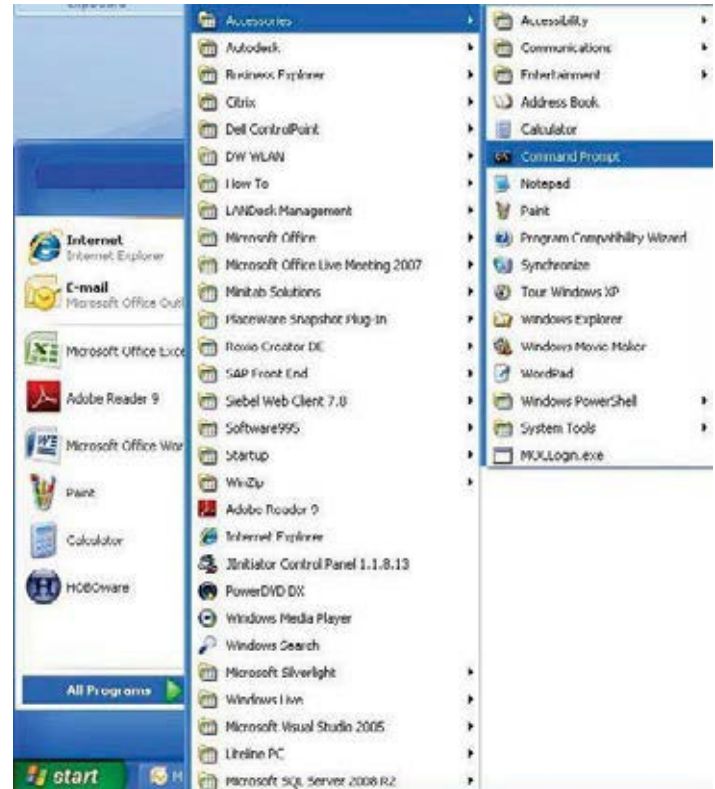 Internet
Internet Explorer
E-mail
Microsoft Office Outl
Microsoft Office Exce
Adobe Reader 9
Microsoft Office Wor
Paint
Calculator
HOBOware
All Programs
start
Accessories
Autodesk
Business Explorer
Citrix
Dell ControlPoint
DW WLAN
How To
LANDesk Management
Microsoft Office
Microsoft Office Live Meeting 2007
Minitab Solutions
Placeware Snapshot Plug-In
Roxio Creator DE
SAP Front End
Siebel Web Client 7.8
Software995
Startup
WinZip
Adobe Reader 9
Internet Explorer
JInitiator Control Panel 1.1.8.13
PowerDVD DX
Windows Media Player
Windows Search
Microsoft Silverlight
Windows Live
Microsoft Visual Studio 2005
PC
Microsoft SQL Server 2008 R2
Accessibility
Communications
Entertainment
Address Book
Calculator
Command Prompt
Notepad
Paint
Program Compatibility Wizard
Synchronize
Tour Windows XP
Windows Explorer
Windows Movie Maker
WordPad
Windows PowerShell
System Tools